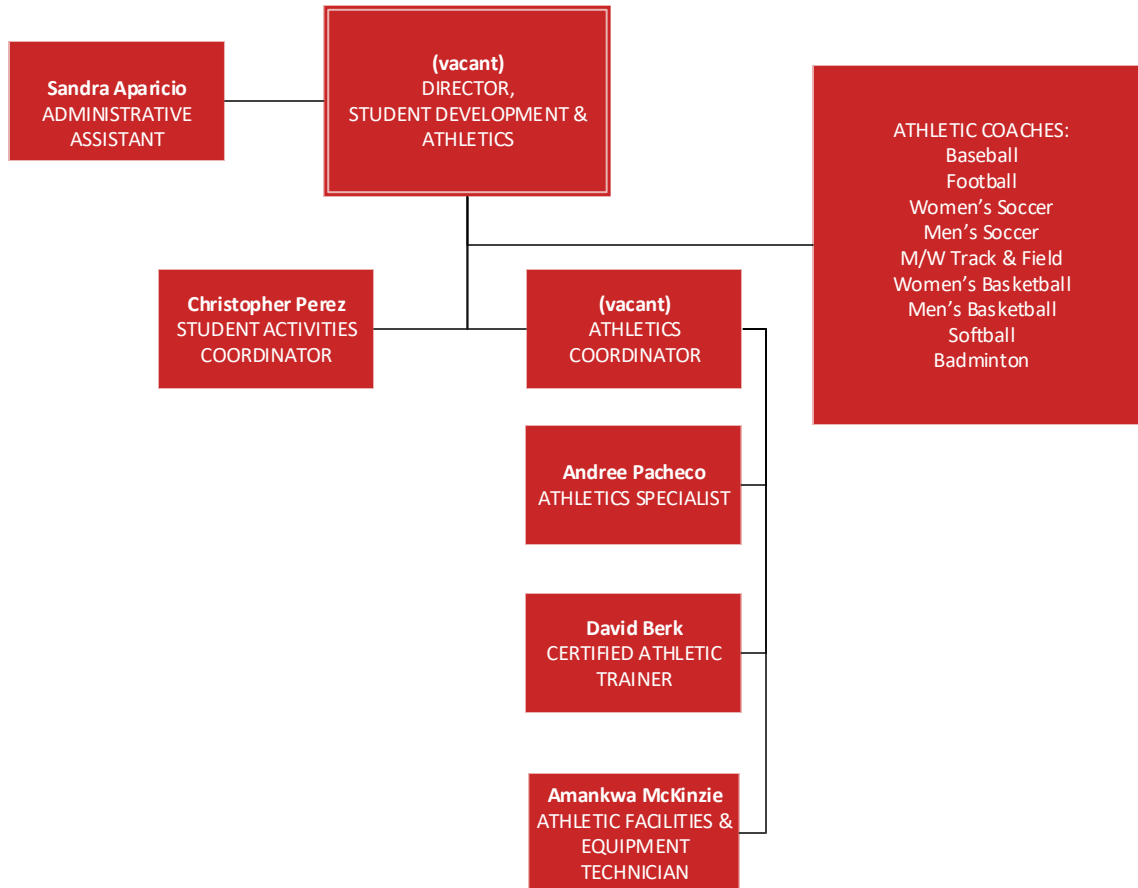 Sandra Aparicio
ADMINISTRATIVE
ASSISTANT
(vacant)
DIRECTOR,
STUDENT DEVELOPMENT &
ATHLETICS
ATHLETIC COACHES:
Baseball
Football
Women’s Soccer
Men’s Soccer
M/W Track & Field
Women’s Basketball
Men’s Basketball
Softball
Badminton
Christopher Perez
STUDENT ACTIVITIES
COORDINATOR
(vacant)
ATHLETICS
COORDINATOR
Andree Pacheco
ATHLETICS SPECIALIST
David Berk
CERTIFIED ATHLETIC
TRAINER
Amankwa McKinzie
ATHLETIC FACILITIES &
EQUIPMENT
TECHNICIAN